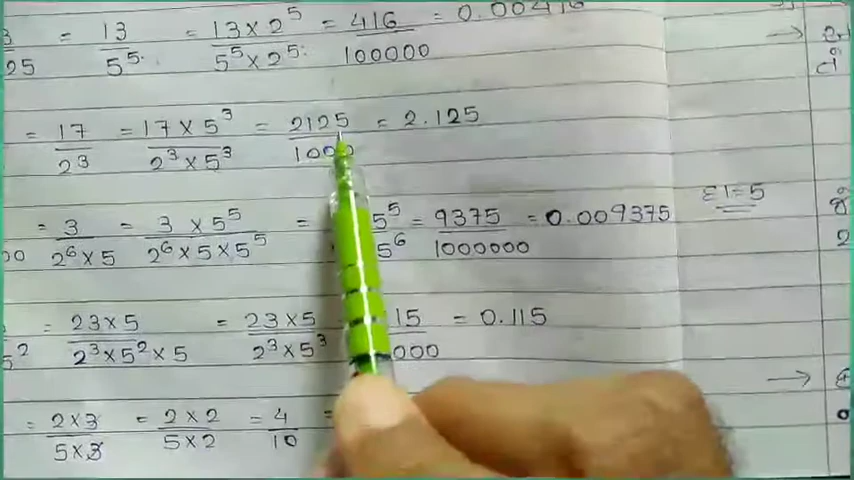 25 = 13 / 5^5 = 13 × 2^5 / 5^5 × 2^5 = 416 / 100000 = 0.00416
= 17 / 2^3 = 17 × 5^3 / 2^3 × 5^3 = 2125 / 1000 = 2.125
00 = 3 / 2^6 × 5 = 3 × 5^5 / 2^6 × 5 × 5^5 = 5^5 / 5^6 = 9375 / 1000000 = 0.009375
5^2 = 23 × 5 / 2^3 × 5^2 × 5 = 23 × 5 / 2^3 × 5^3 = 15 / 000 = 0.115
= 2 × 3 / 5 × 3 = 2 × 2 / 5 × 2 = 4 / 10 =